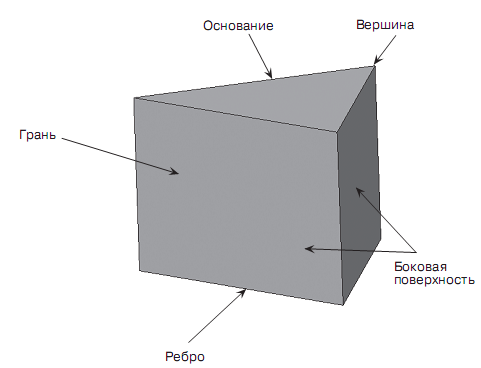 Основание
Вершина
Грань
Боковая
поверхность
Ребро